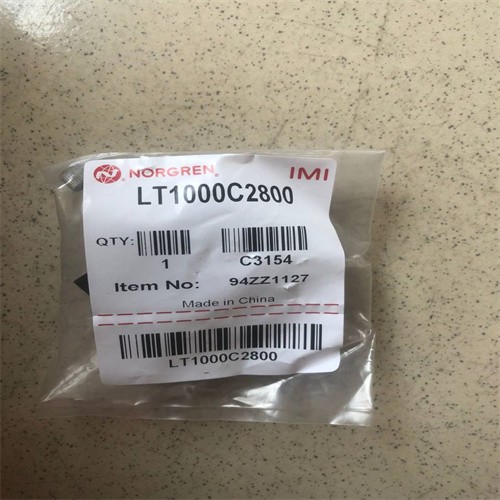 NORGREN. IMI
LT1000C2800
QTY:
1 C3154
Item No: 94ZZ1127
Made in China
LT1000C2800